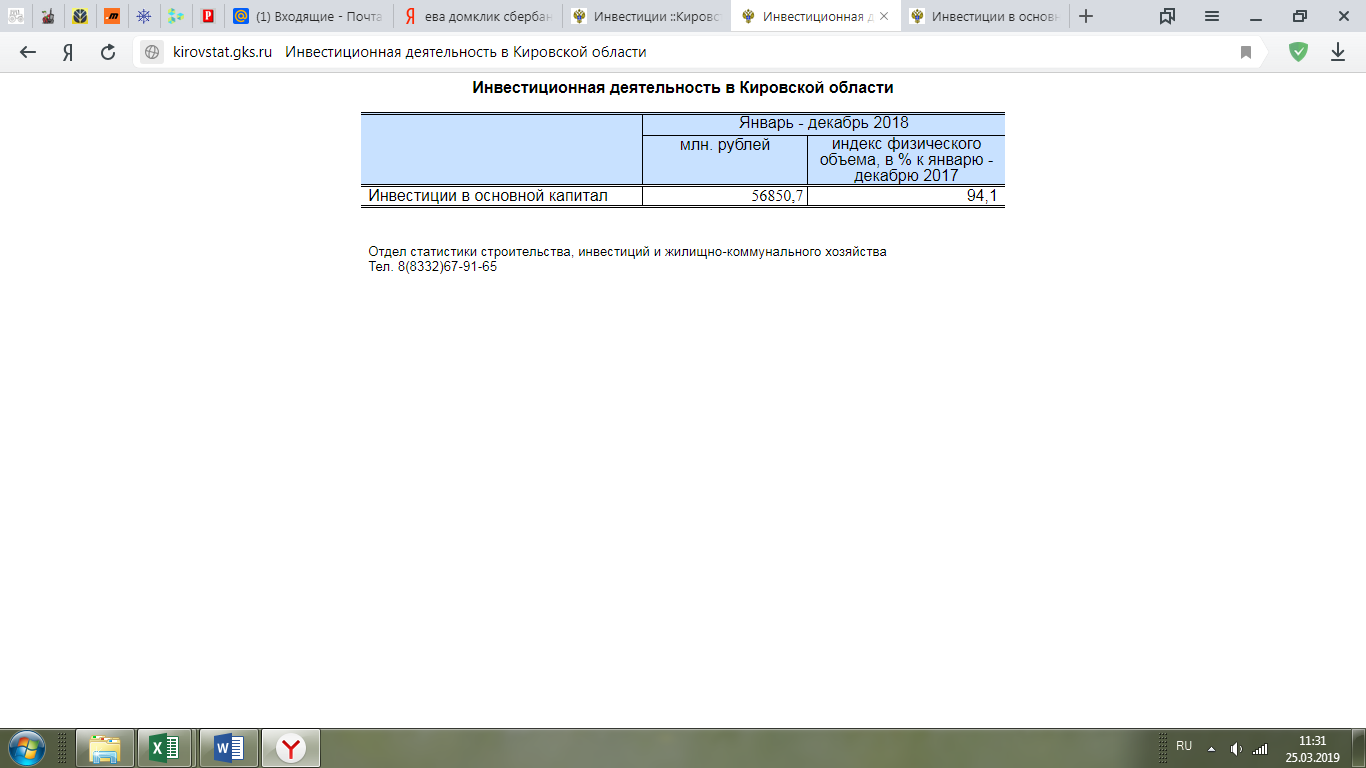 (1) Входящие - Почта
ева домклик сбербан
Инвестиции ::Кировс
Инвестиционная д
Инвестиции в основн
kirovstat.gks.ru Инвестиционная деятельность в Кировской области
Инвестиционная деятельность в Кировской области
Январь - декабрь 2018
млн. рублей
индекс физического
объема, в % к январю -
декабрю 2017
Инвестиции в основной капитал 56850,7 94,1
Отдел статистики строительства, инвестиций и жилищно-коммунального хозяйства
Тел. 8(8332)67-91-65
RU
11:31
25.03.2019